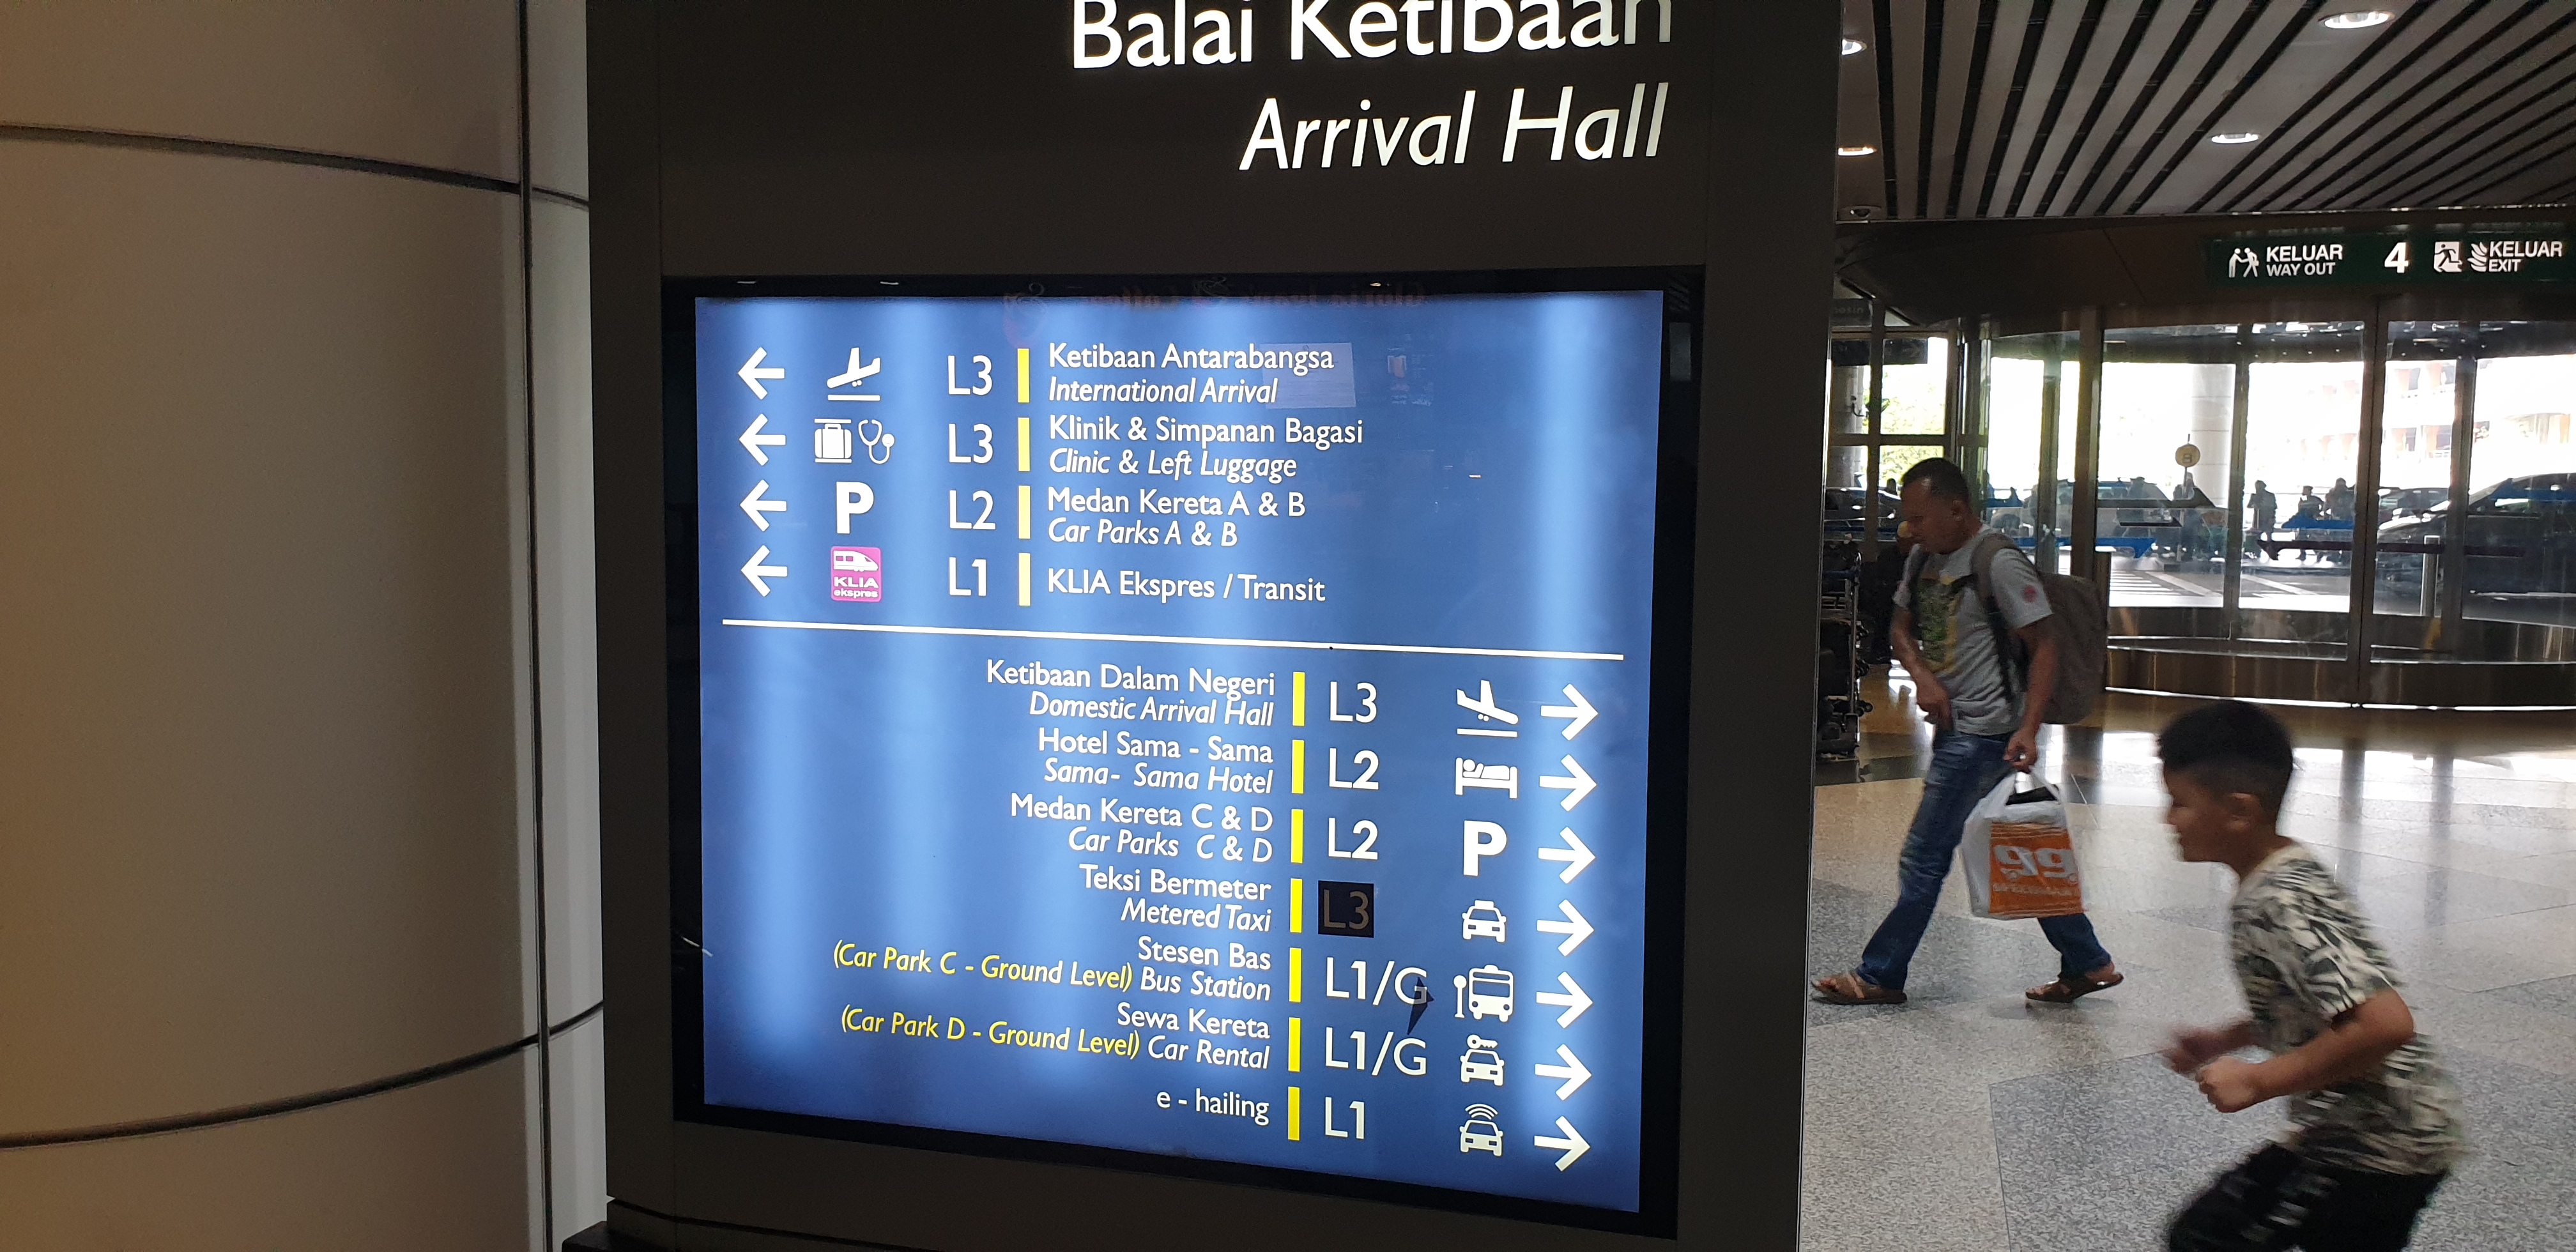 Balai Ketibaan
Arrival Hall
KELUAR
WAY OUT
4
KELUAR
EXIT
L3 Ketibaan Antarabangsa
International Arrival
L3 Klinik & Simpanan Bagasi
Clinic & Left Luggage
P L2 Medan Kereta A & B
Car Parks A & B
KLIA
ekspres
L1 KLIA Ekspres / Transit
Ketibaan Dalam Negeri L3
Domestic Arrival Hall
Hotel Sama - Sama L2
Sama- Sama Hotel
Medan Kereta C & D L2 P
Car Parks C & D
Teksi Bermeter L3
Metered Taxi
Stesen Bas L1/G
(Car Park C - Ground Level) Bus Station
Sewa Kereta L1/G
(Car Park D - Ground Level) Car Rental
e - hailing L1